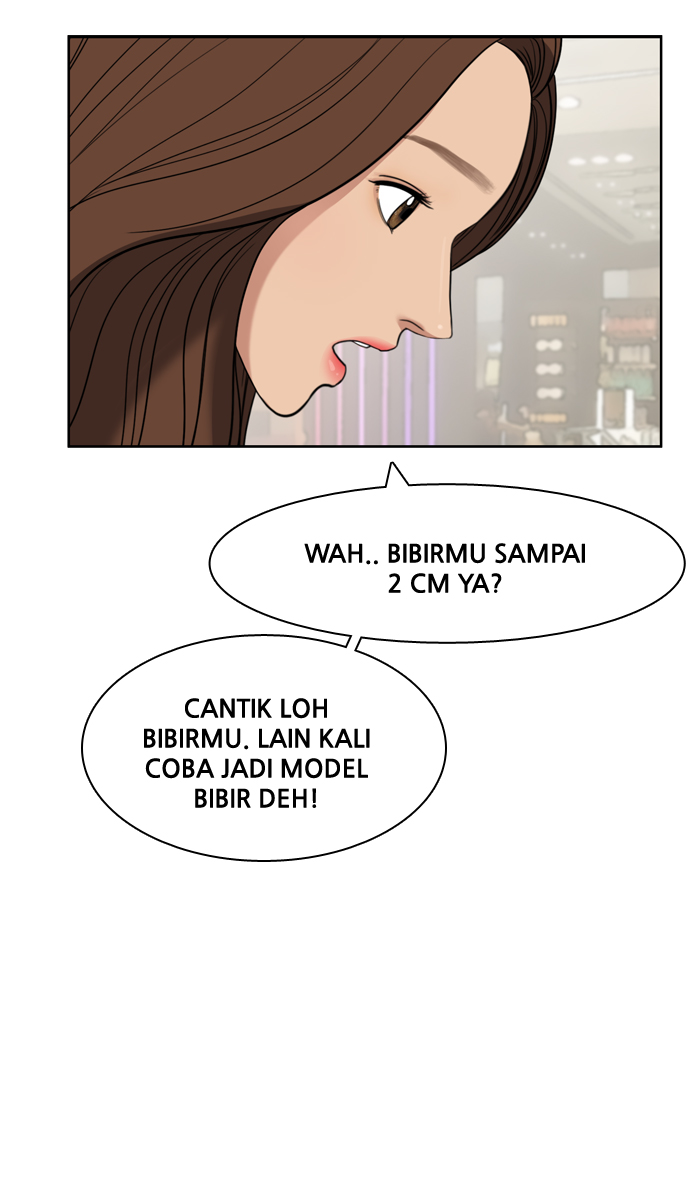 WAH.. BIBIRMU SAMPAI
2 CM YA?
CANTIK LOH
BIBIRMU. LAIN KALI
COBA JADI MODEL
BIBIR DEH!